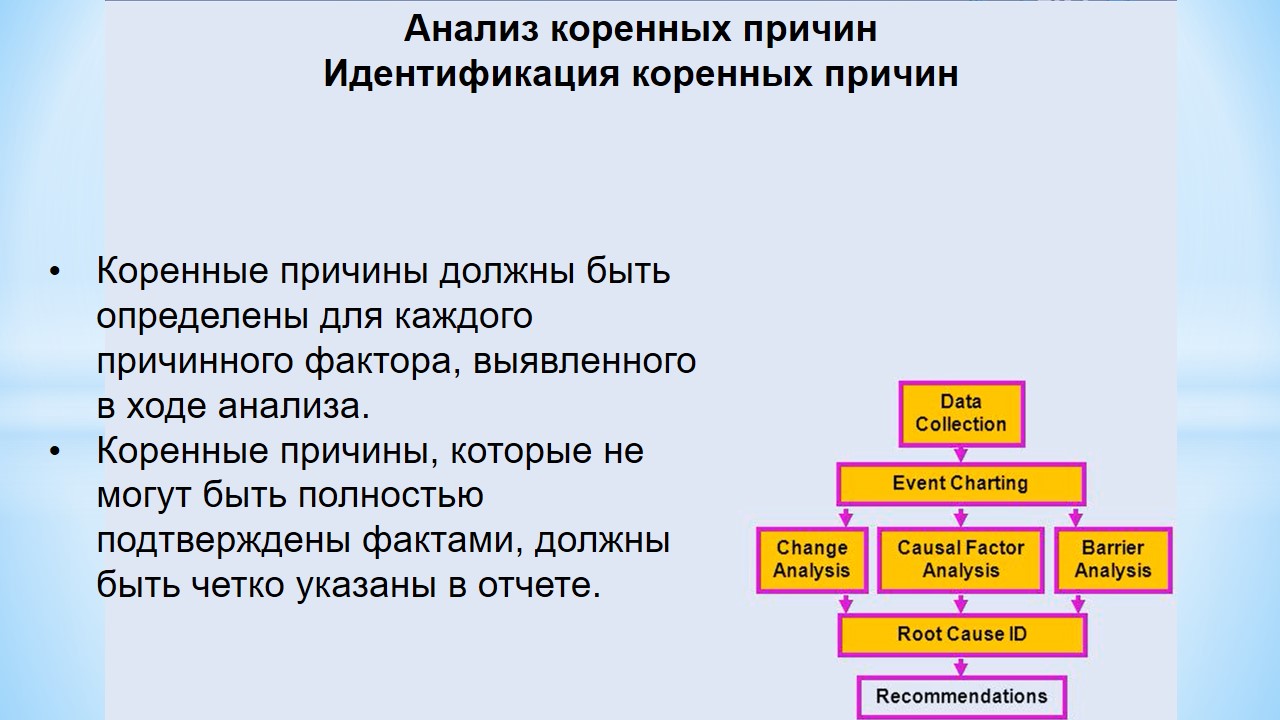 Анализ коренных причин
Идентификация коренных причин
• Коренные причины должны быть
определены для каждого
причинного фактора, выявленного
в ходе анализа.
• Коренные причины, которые не
могут быть полностью
подтверждены фактами, должны
быть четко указаны в отчете.
Data
Collection
Event Charting
Change
Analysis
Causal Factor
Analysis
Barrier
Analysis
Root Cause ID
Recommendations